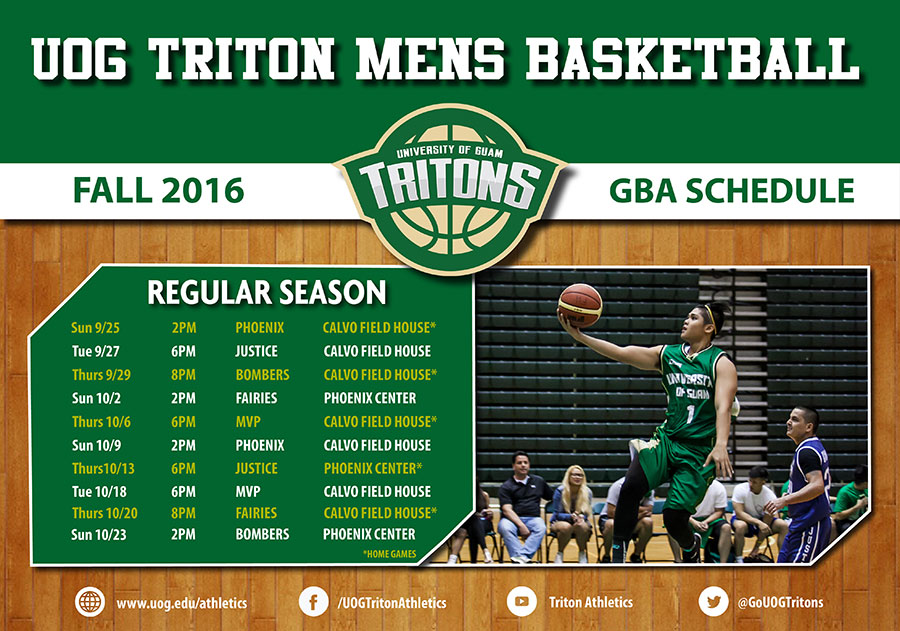 UOG TRITON MENS BASKETBALL
UNIVERSITY OF GUAM
TRITONS
FALL 2016
GBA SCHEDULE
REGULAR SEASON
Sun 9/25 2PM PHOENIX CALVO FIELD HOUSE*
Tue 9/27 6PM JUSTICE CALVO FIELD HOUSE
Thurs 9/29 8PM BOMBERS CALVO FIELD HOUSE*
Sun 10/2 2PM FAIRIES PHOENIX CENTER
Thurs 10/6 6PM MVP CALVO FIELD HOUSE*
Sun 10/9 2PM PHOENIX CALVO FIELD HOUSE
Thurs10/13 6PM JUSTICE PHOENIX CENTER*
Tue 10/18 6PM MVP CALVO FIELD HOUSE
Thurs 10/20 8PM FAIRIES CALVO FIELD HOUSE*
Sun 10/23 2PM BOMBERS PHOENIX CENTER
*HOME GAMES
UNIVERSITY
OF GUAM
1
www.uog.edu/athletics
/UOGTritonAthletics
Triton Athletics
@GoUOGTritons